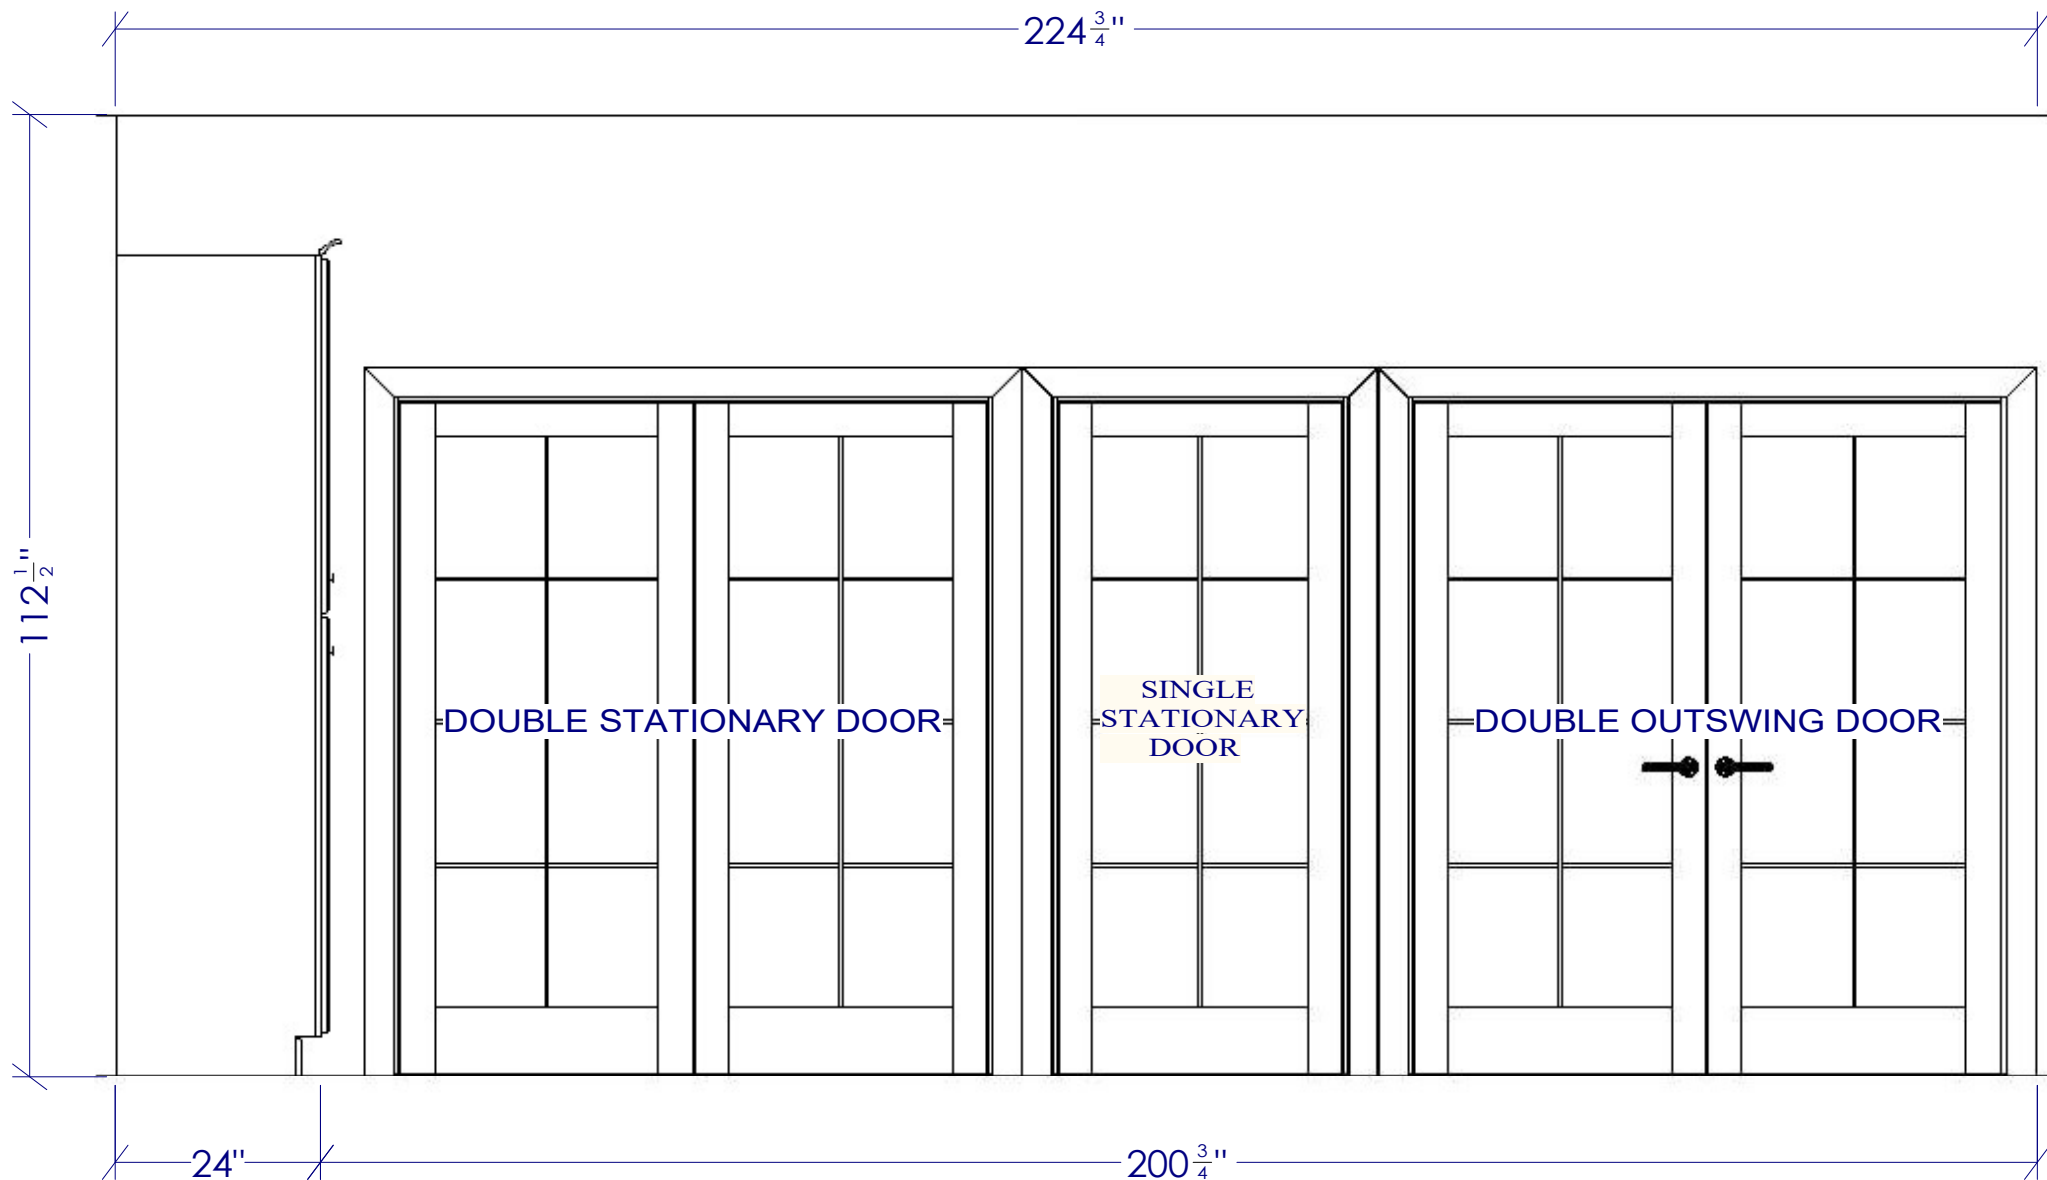 224 3/4"
112 1/2"
SINGLE
STATIONARY
DOOR
DOUBLE STATIONARY DOOR
DOUBLE OUTSWING DOOR
24"
200 3/4"